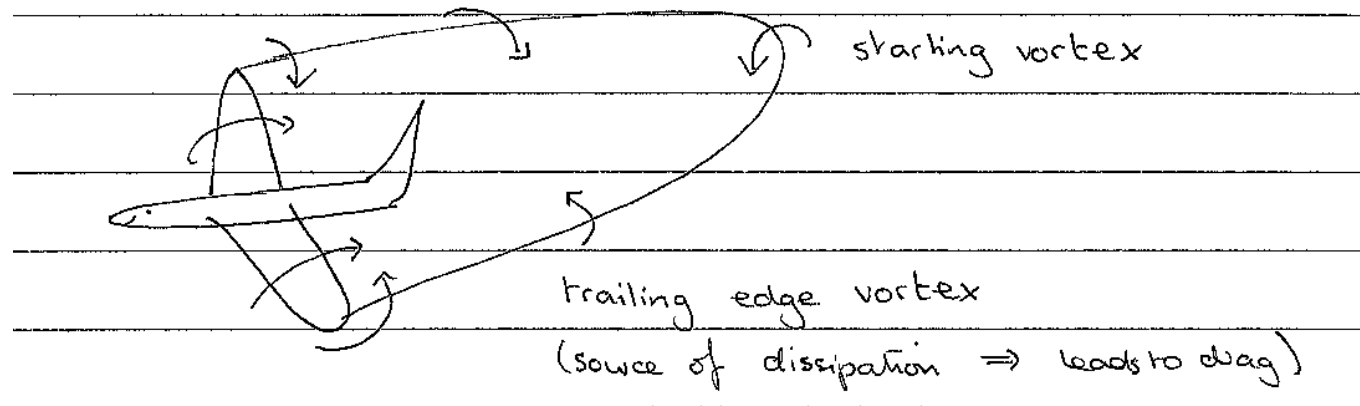 starting vortex
trailing edge vortex
(source of dissipation ⇒ leads to drag)